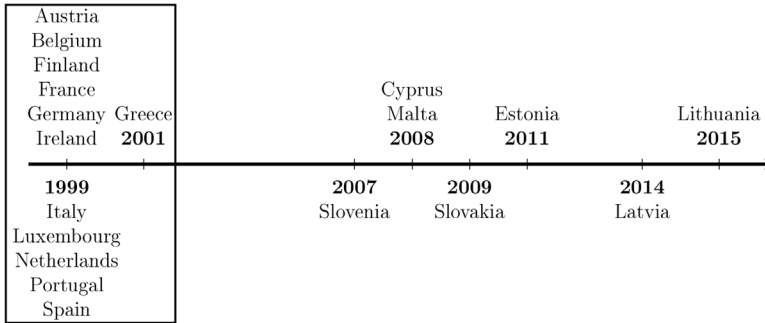 Austria
Belgium
Finland
France
Germany
Ireland
1999
Italy
Luxembourg
Netherlands
Portugal
Spain
Greece
2001
2007
Slovenia
Cyprus
Malta
2008
2009
Slovakia
Estonia
2011
2014
Latvia
Lithuania
2015